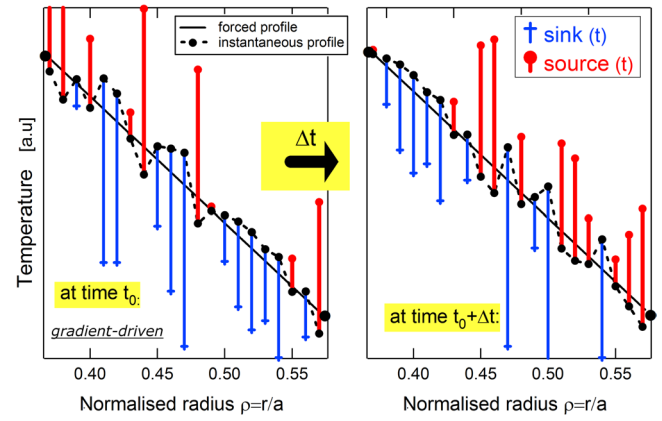 forced profile
instantaneous profile
sink (t)
source (t)
Δt
Temperature [a.u]
at time t0:
gradient-driven
at time t0+Δt:
0.40 0.45 0.50 0.55
0.40 0.45 0.50 0.55
Normalised radius ρ=r/a
Normalised radius ρ=r/a